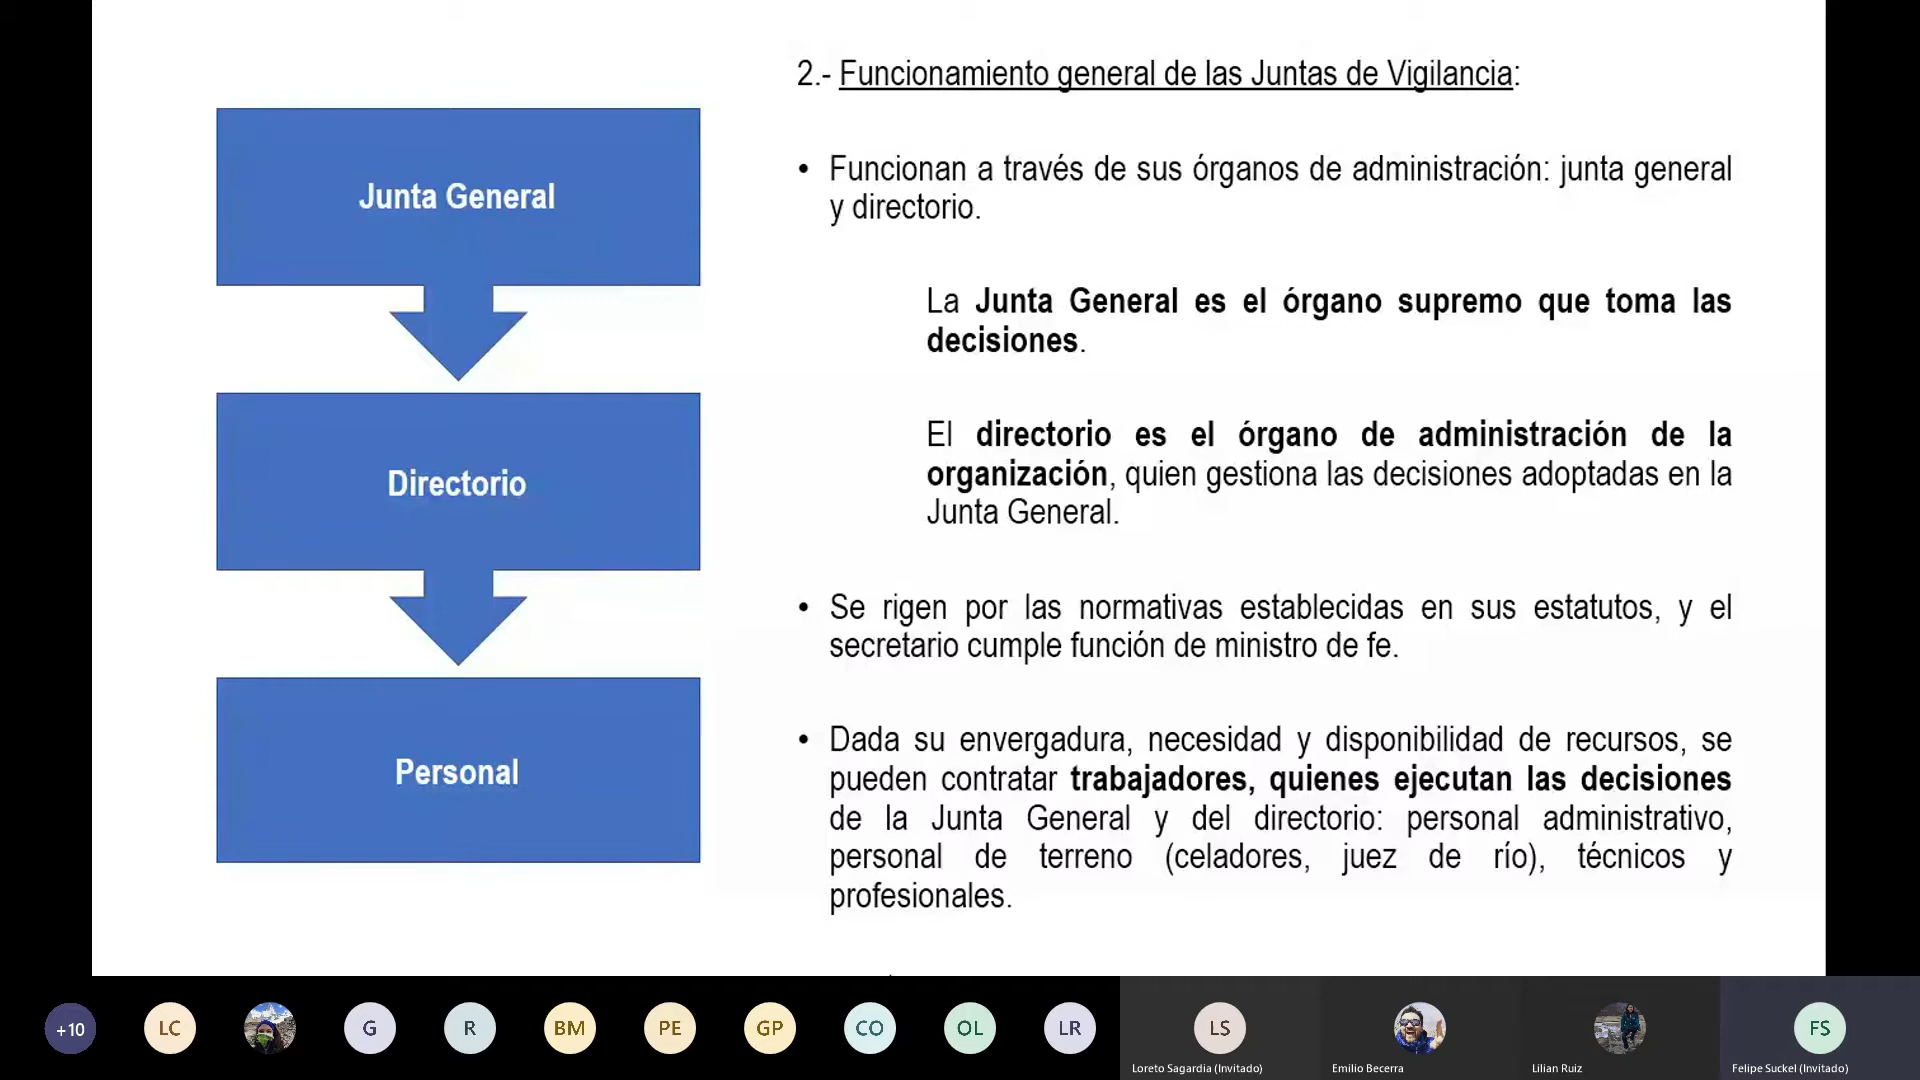 Junta General
Directorio
Personal
2.- Funcionamiento general de las Juntas de Vigilancia:
• Funcionan a través de sus órganos de administración: junta general
y directorio.
La Junta General es el órgano supremo que toma las
decisiones.
El directorio es el órgano de administración de la
organización, quien gestiona las decisiones adoptadas en la
Junta General.
• Se rigen por las normativas establecidas en sus estatutos, y el
secretario cumple función de ministro de fe.
• Dada su envergadura, necesidad y disponibilidad de recursos, se
pueden contratar trabajadores, quienes ejecutan las decisiones
de la Junta General y del directorio: personal administrativo,
personal de terreno (celadores, juez de río), técnicos y
profesionales.
+10
LC
G
R
BM
PE
GP
CO
OL
LR
LS
FS
Loreto Sagardia (Invitado)
Emilio Becerra
Lilian Ruiz
Felipe Suckel (Invitado)